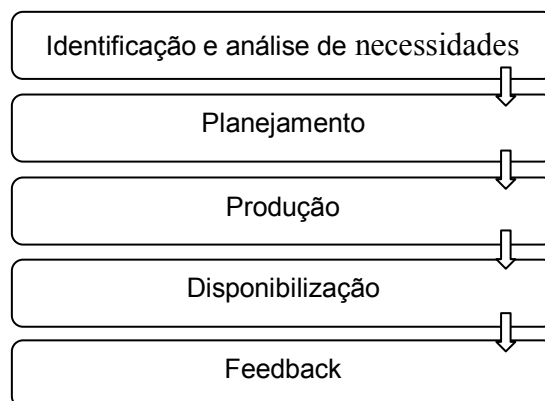 Identificação e análise de necessidades
Planejamento
Produção
Disponibilização
Feedback